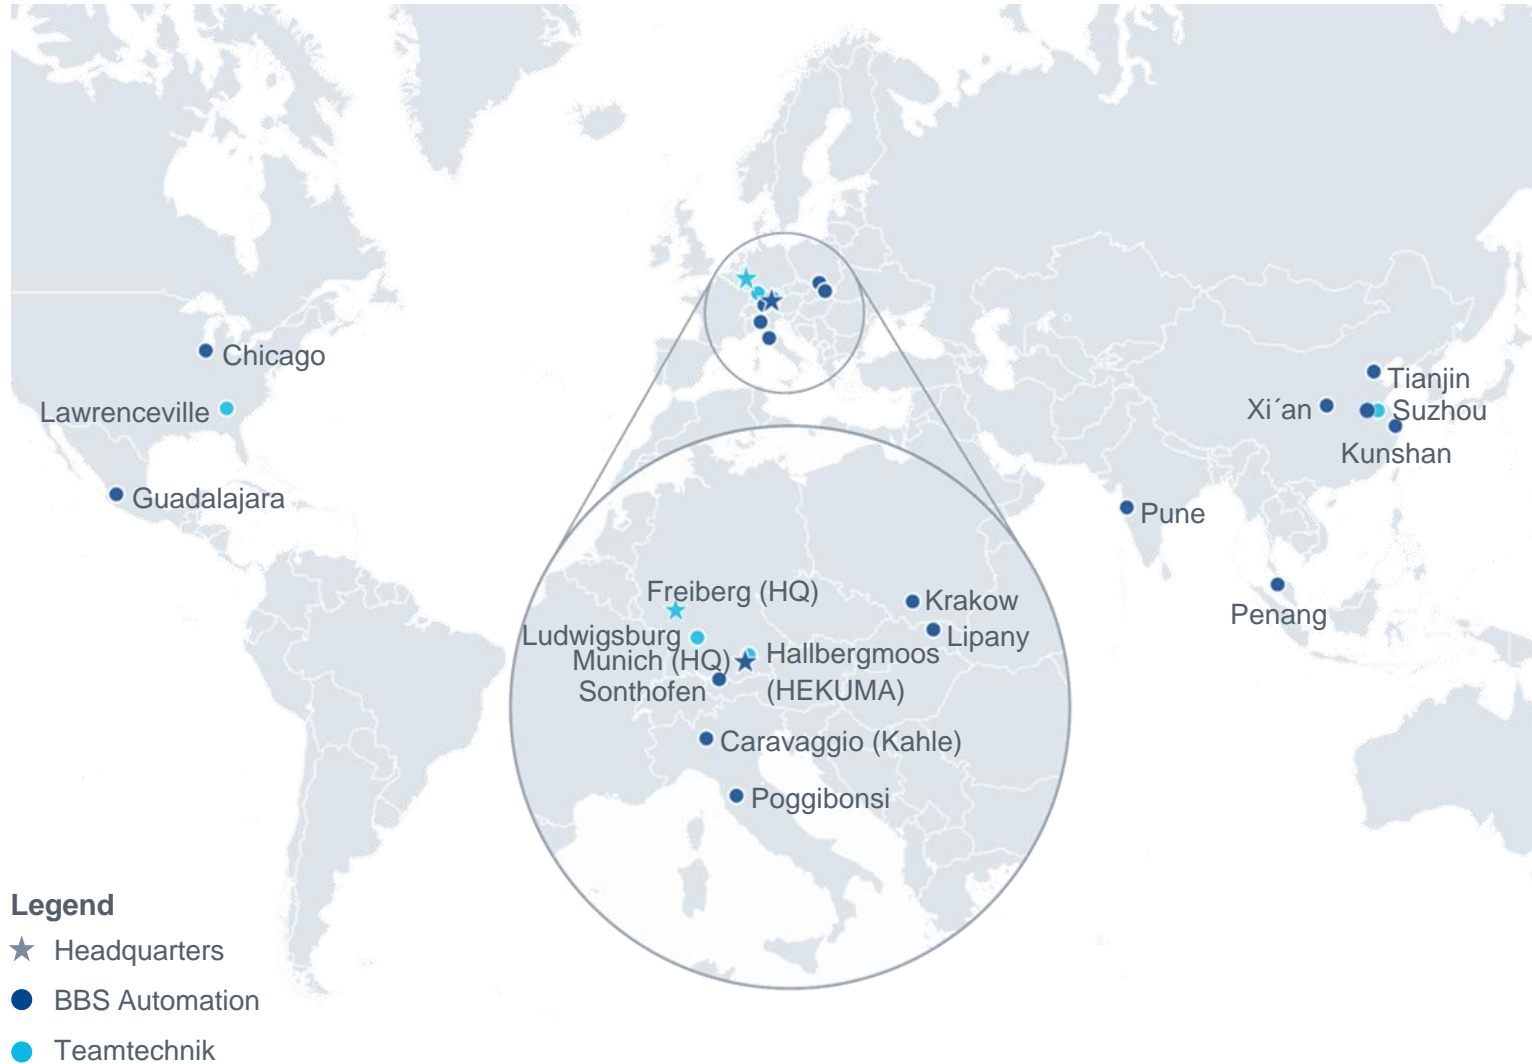 Chicago
Lawrenceville
Guadalajara
Tianjin
Xi´an
Suzhou
Kunshan
Pune
Penang
Freiberg (HQ)
Krakow
Ludwigsburg
Lipany
Munich (HQ)
Hallbergmoos
(HEKUMA)
Sonthofen
Caravaggio (Kahle)
Poggibonsi
Legend
Headquarters
BBS Automation
Teamtechnik